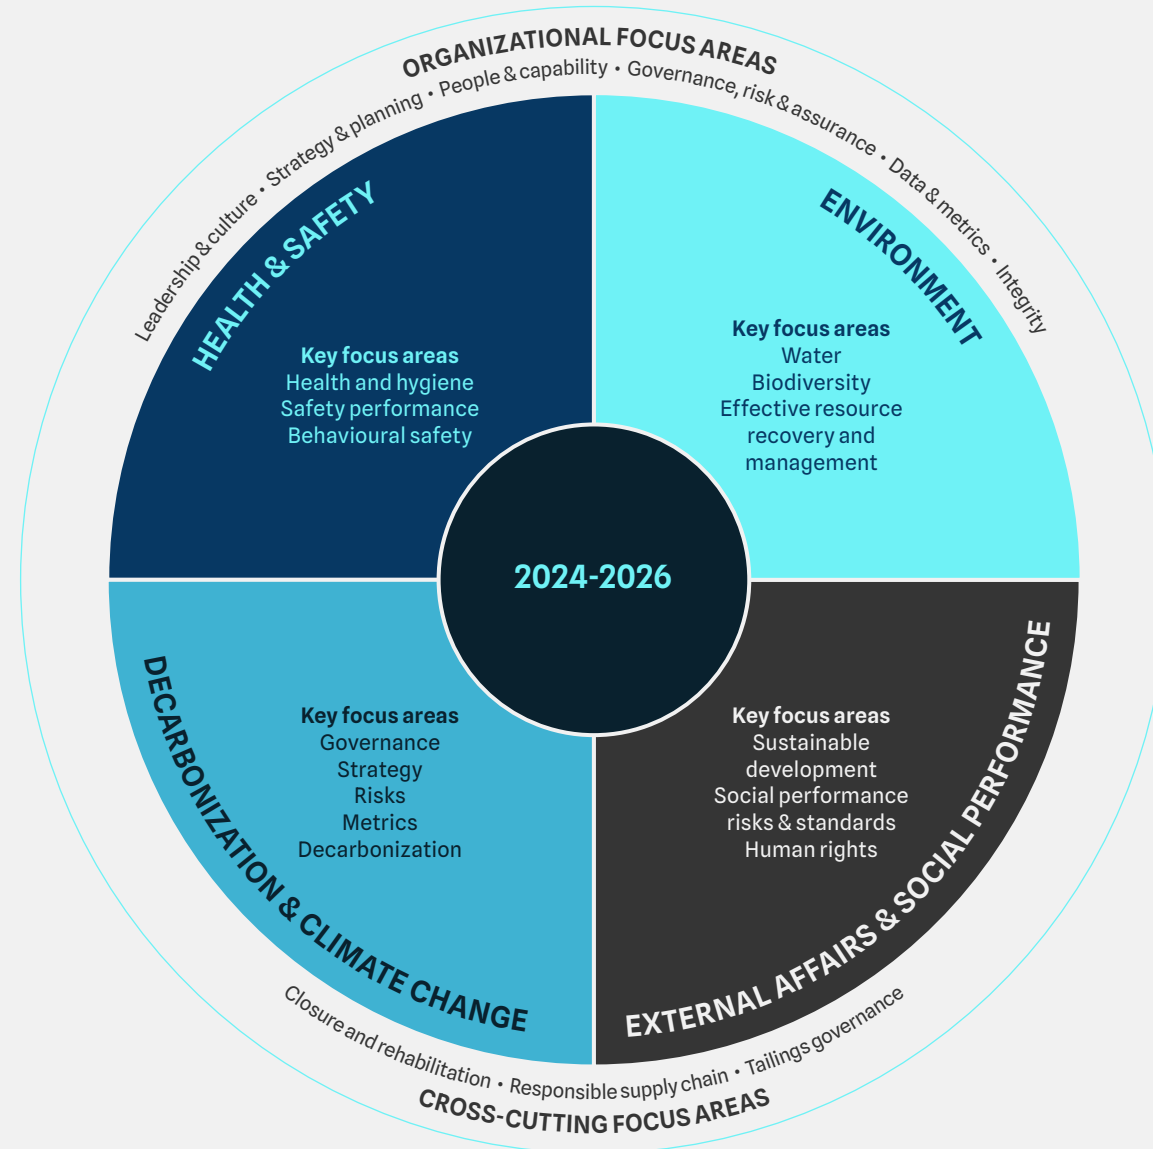 ORGANIZATIONAL FOCUS AREAS
Leadership & culture • Strategy & planning • People & capability • Governance, risk & assurance • Data & metrics • Integrity
HEALTH & SAFETY
Key focus areas
Health and hygiene
Safety performance
Behavioural safety
ENVIRONMENT
Key focus areas
Water
Biodiversity
Effective resource
recovery and
management
2024-2026
DECARBONIZATION & CLIMATE CHANGE
Key focus areas
Governance
Strategy
Risks
Metrics
Decarbonization
EXTERNAL AFFAIRS & SOCIAL PERFORMANCE
Key focus areas
Sustainable
development
Social performance
risks & standards
Human rights
Closure and rehabilitation • Responsible supply chain • Tailings governance
CROSS-CUTTING FOCUS AREAS